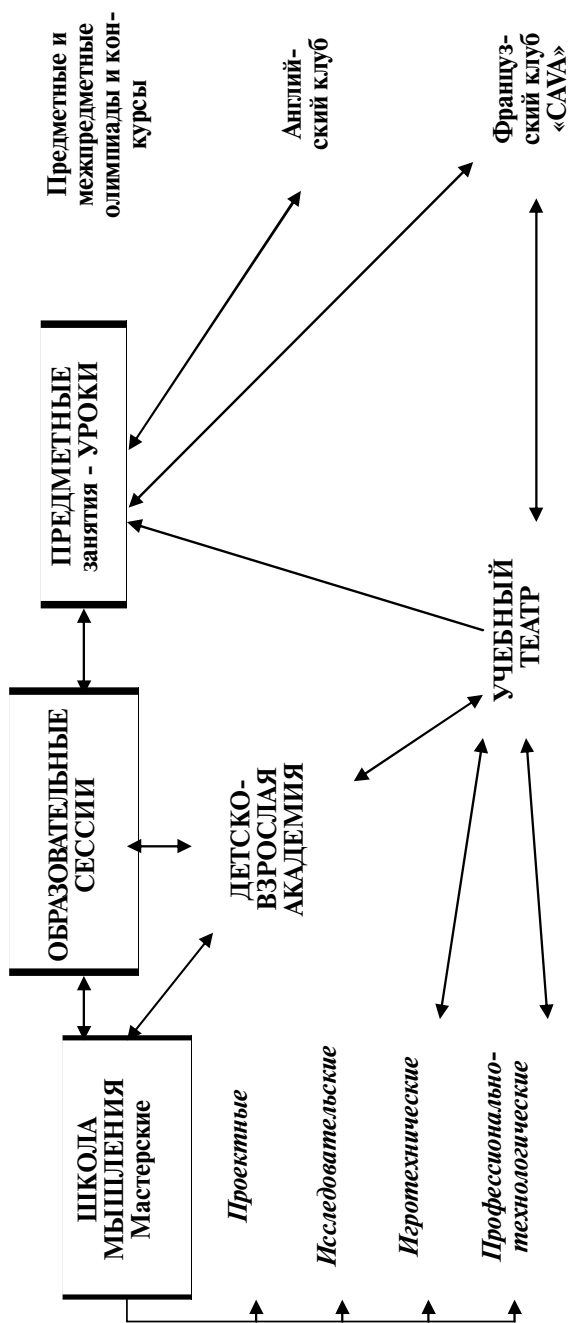 ШКОЛА
МЫШЛЕНИЯ
Мастерские
ОБРАЗОВАТЕЛЬНЫЕ
СЕССИИ
ПРЕДМЕТНЫЕ
занятия - УРОКИ
Предметные и
межпредметные
олимпиады и кон-
курсы
Проектные
Исследовательские
Игротехнические
Профессионально-
технологические
ДЕТСКО-
ВЗРОСЛАЯ
АКАДЕМИЯ
УЧЕБНЫЙ
ТЕАТР
Англий-
ский клуб
Француз-
ский клуб
«CAVA»